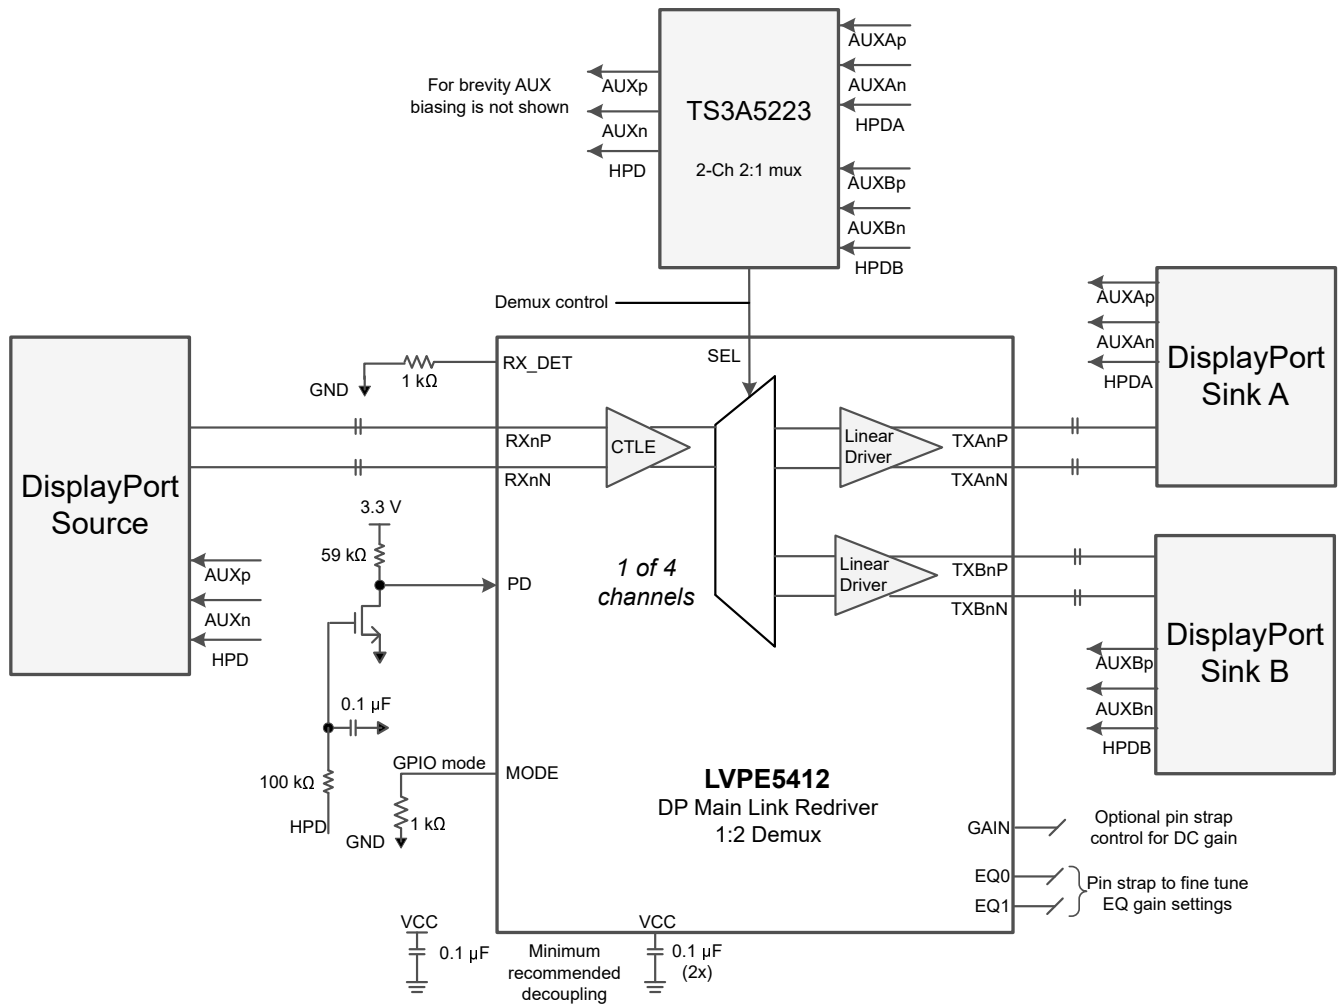 For brevity AUX
biasing is not shown
AUXp
AUXn
HPD
TS3A5223
2-Ch 2:1 mux
AUXAp
AUXAn
HPDA
AUXBp
AUXBn
HPDB
Demux control
DisplayPort
Source
AUXp
AUXn
HPD
GND
1 kΩ
RX_DET
SEL
RXnP
RXnN
CTLE
Linear
Driver
TXAnP
TXAnN
Linear
Driver
TXBnP
TXBnN
1 of 4
channels
3.3 V
59 kΩ
PD
0.1 µF
100 kΩ
HPD
GPIO mode
MODE
1 kΩ
GND
LVPE5412
DP Main Link Redriver
1:2 Demux
AUXAp
AUXAn
HPDA
DisplayPort
Sink A
DisplayPort
Sink B
AUXBp
AUXBn
HPDB
GAIN
Optional pin strap
control for DC gain
EQ0
EQ1
Pin strap to fine tune
EQ gain settings
VCC
0.1 µF
Minimum
recommended
decoupling
VCC
0.1 µF
(2x)